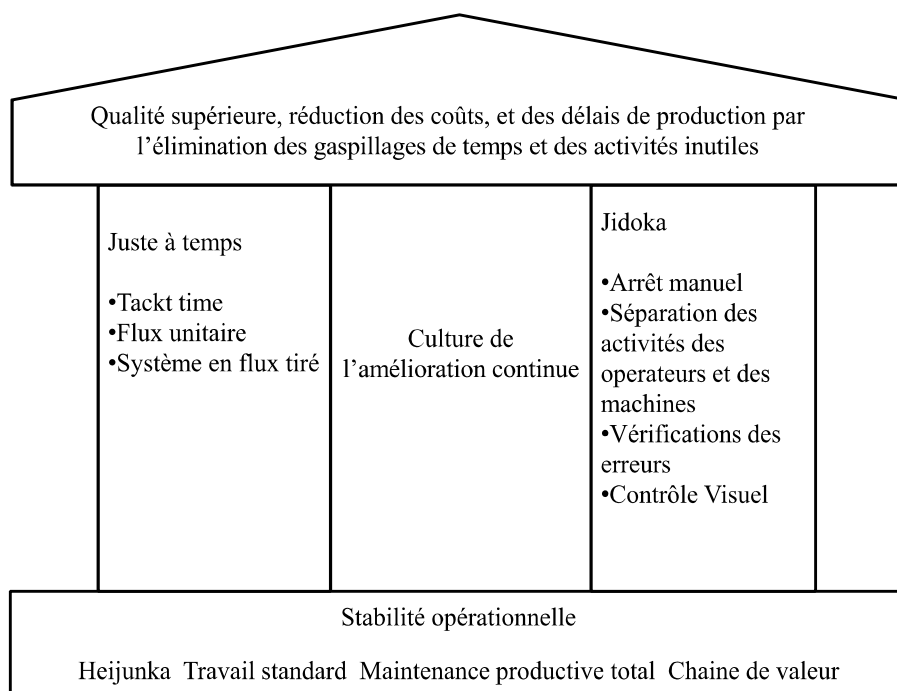 Qualité supérieure, réduction des coûts, et des délais de production par
l’élimination des gaspillages de temps et des activités inutiles
Juste à temps
•Tackt time
•Flux unitaire
•Système en flux tiré
Culture de
l’amélioration continue
Jidoka
•Arrêt manuel
•Séparation des
activités des
operateurs et des
machines
•Vérifications des
erreurs
•Contrôle Visuel
Stabilité opérationnelle
Heijunka Travail standard Maintenance productive total Chaine de valeur